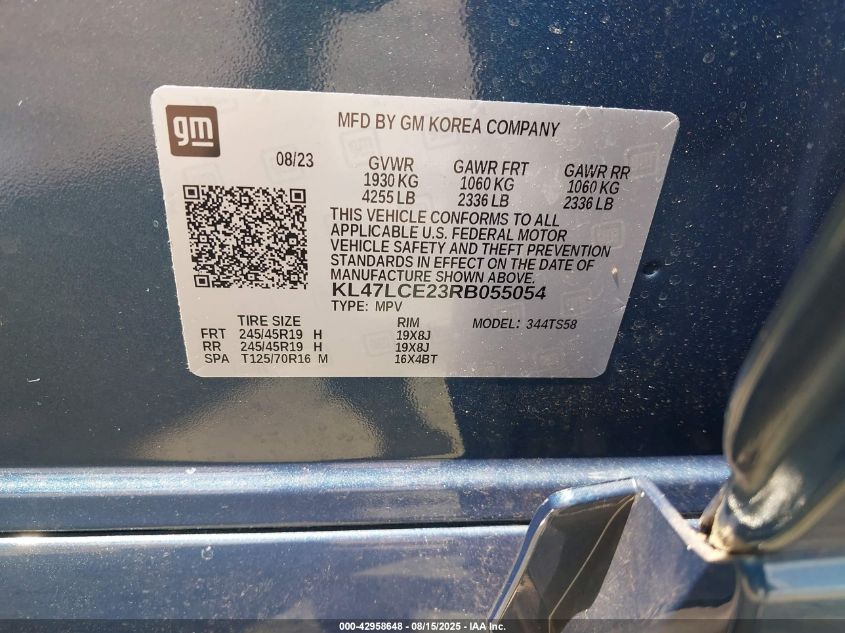 gm
MFD BY GM KOREA COMPANY
08/23
GVWR GAWR FRT GAWR RR
1930 KG 1060 KG 1060 KG
4255 LB 2336 LB 2336 LB
THIS VEHICLE CONFORMS TO ALL
APPLICABLE U.S. FEDERAL MOTOR
VEHICLE SAFETY AND THEFT PREVENTION
STANDARDS IN EFFECT ON THE DATE OF
MANUFACTURE SHOWN ABOVE.
KL47LCE23RB055054
TYPE: MPV
TIRE SIZE RIM MODEL: 344TS58
FRT 245/45R19 H 19X8J
RR 245/45R19 H 19X8J
SPA T125/70R16 M 16X4BT
000-42958648 - 08/15/2025 - IAA Inc.